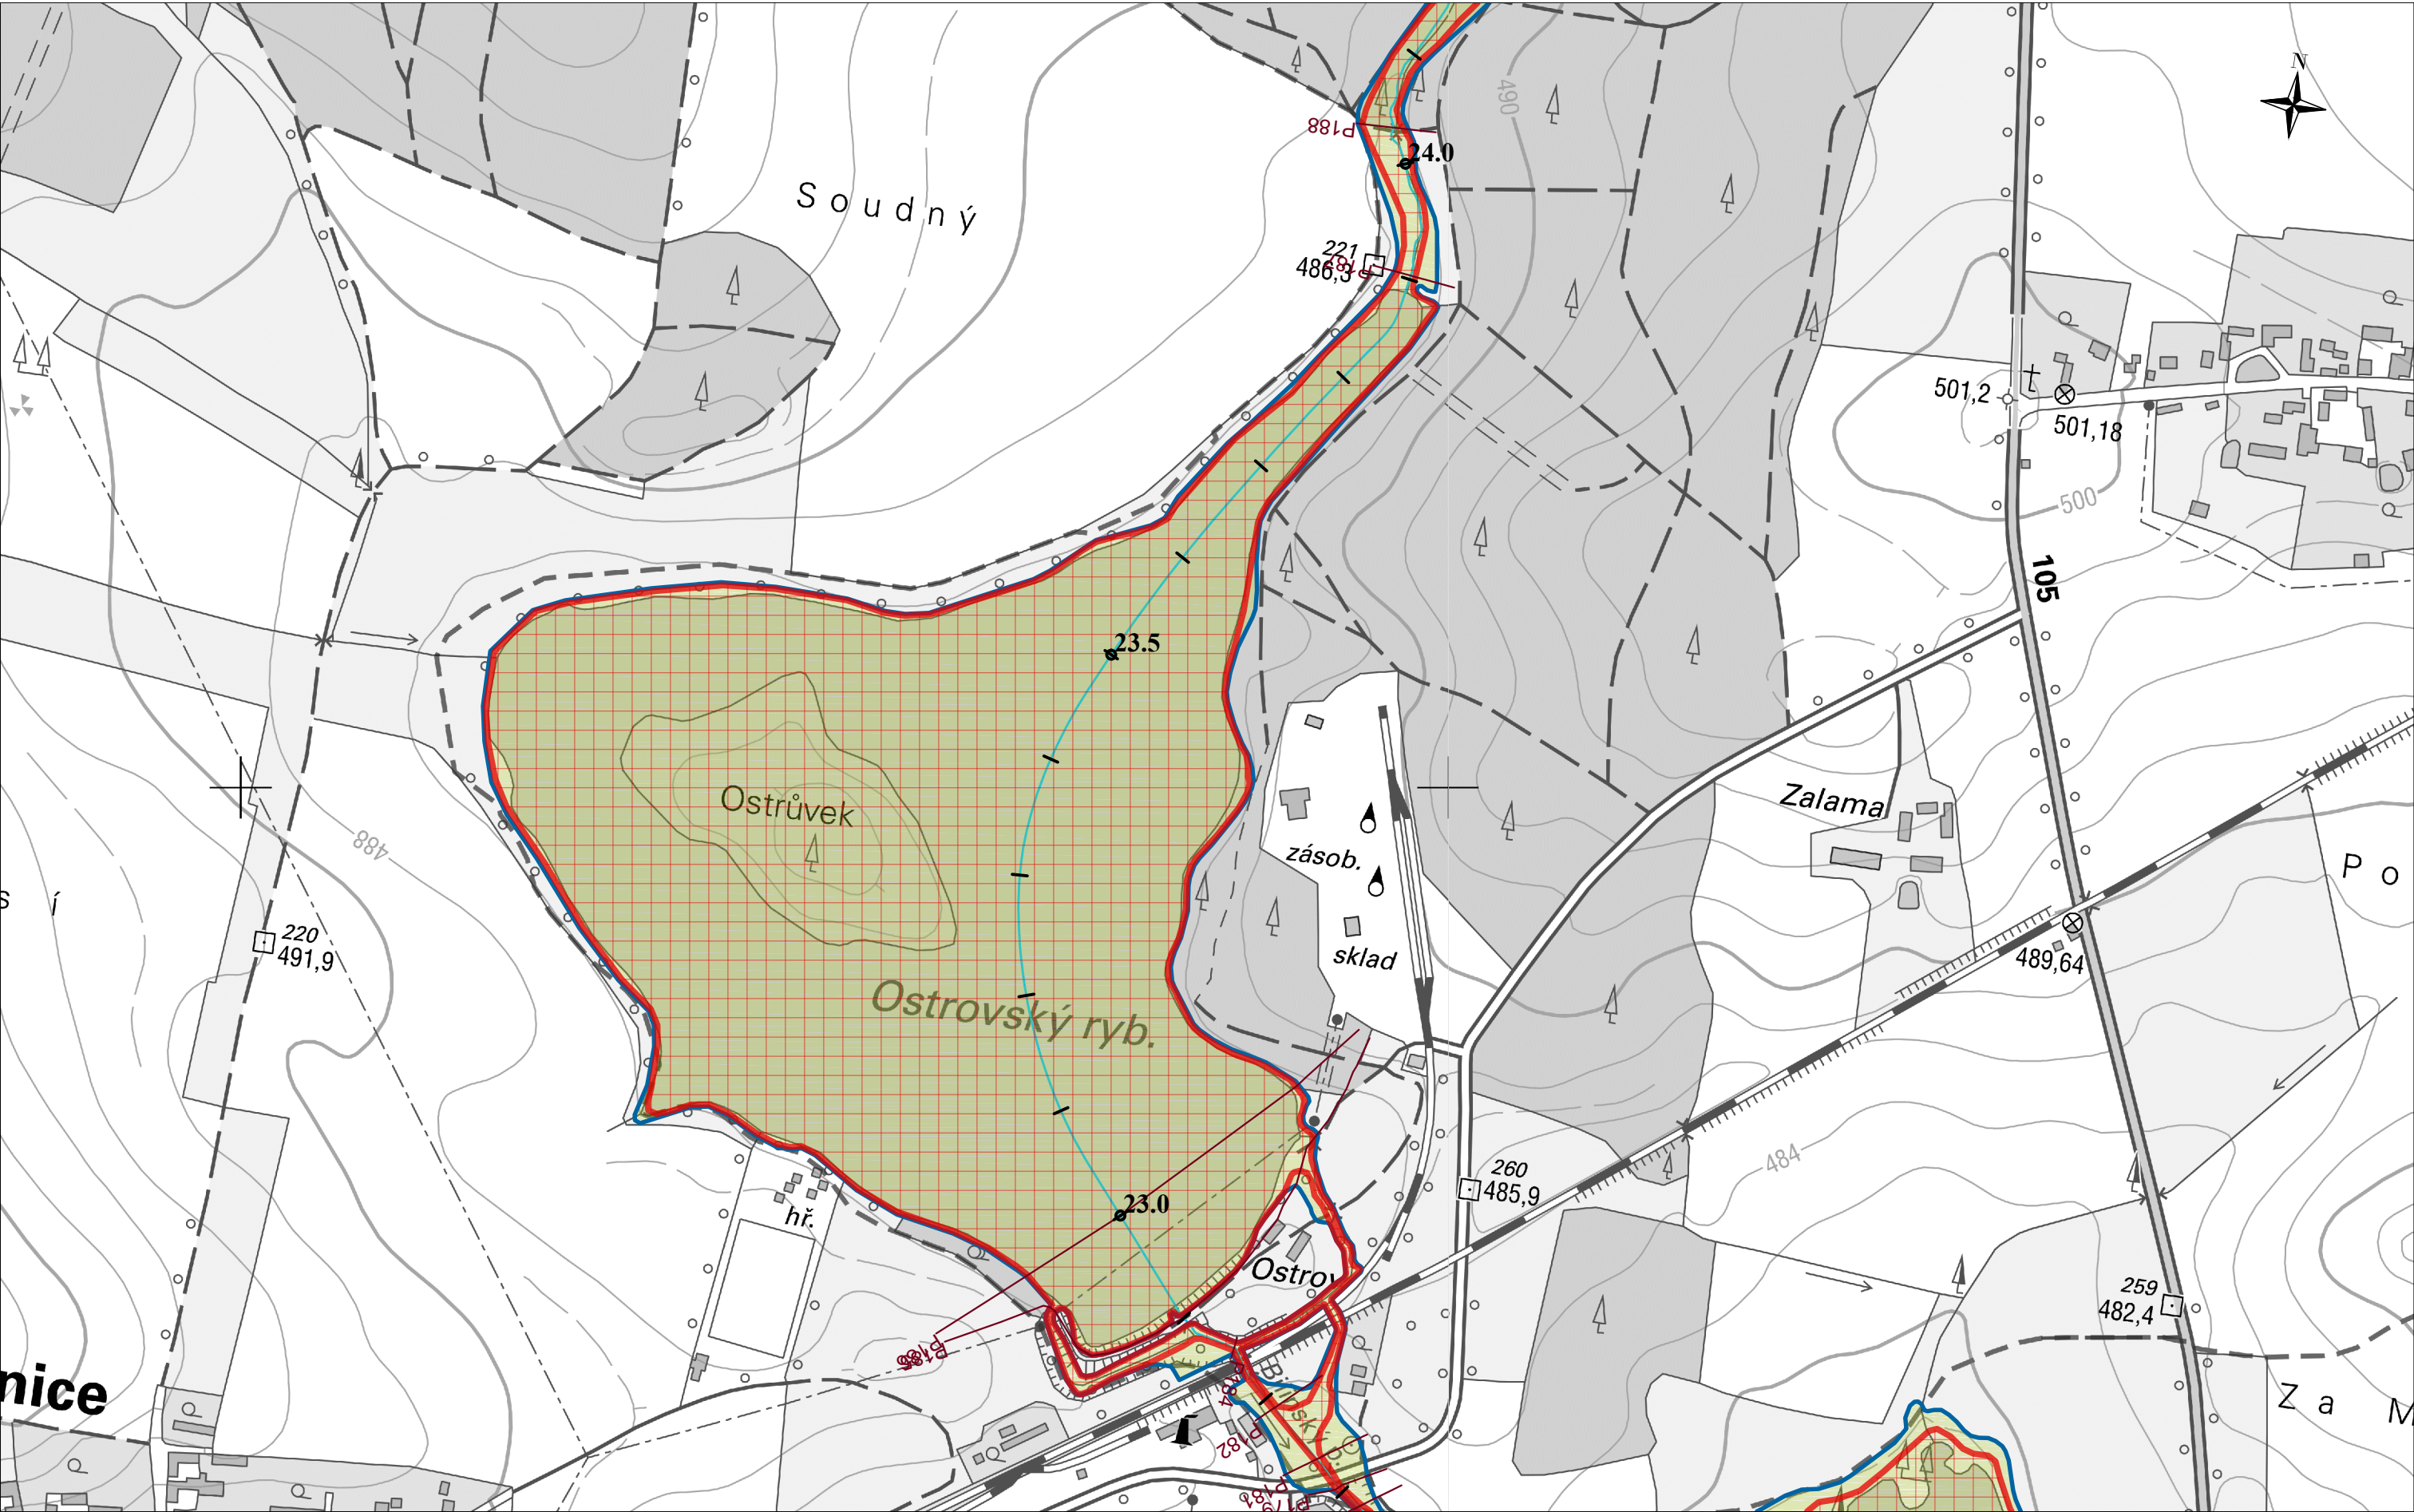 N
490
P188
24.0
Soudný
221
486,3
501,2
501,18
500
105
23.5
Zalama
Ostrůvek
488
zásob.
Po
s í
220
491,9
sklad
489,64
Ostrovský ryb.
484
260
485,9
23.0
hř.
Ostrov
259
482,4
nice
P184
Za M
P182